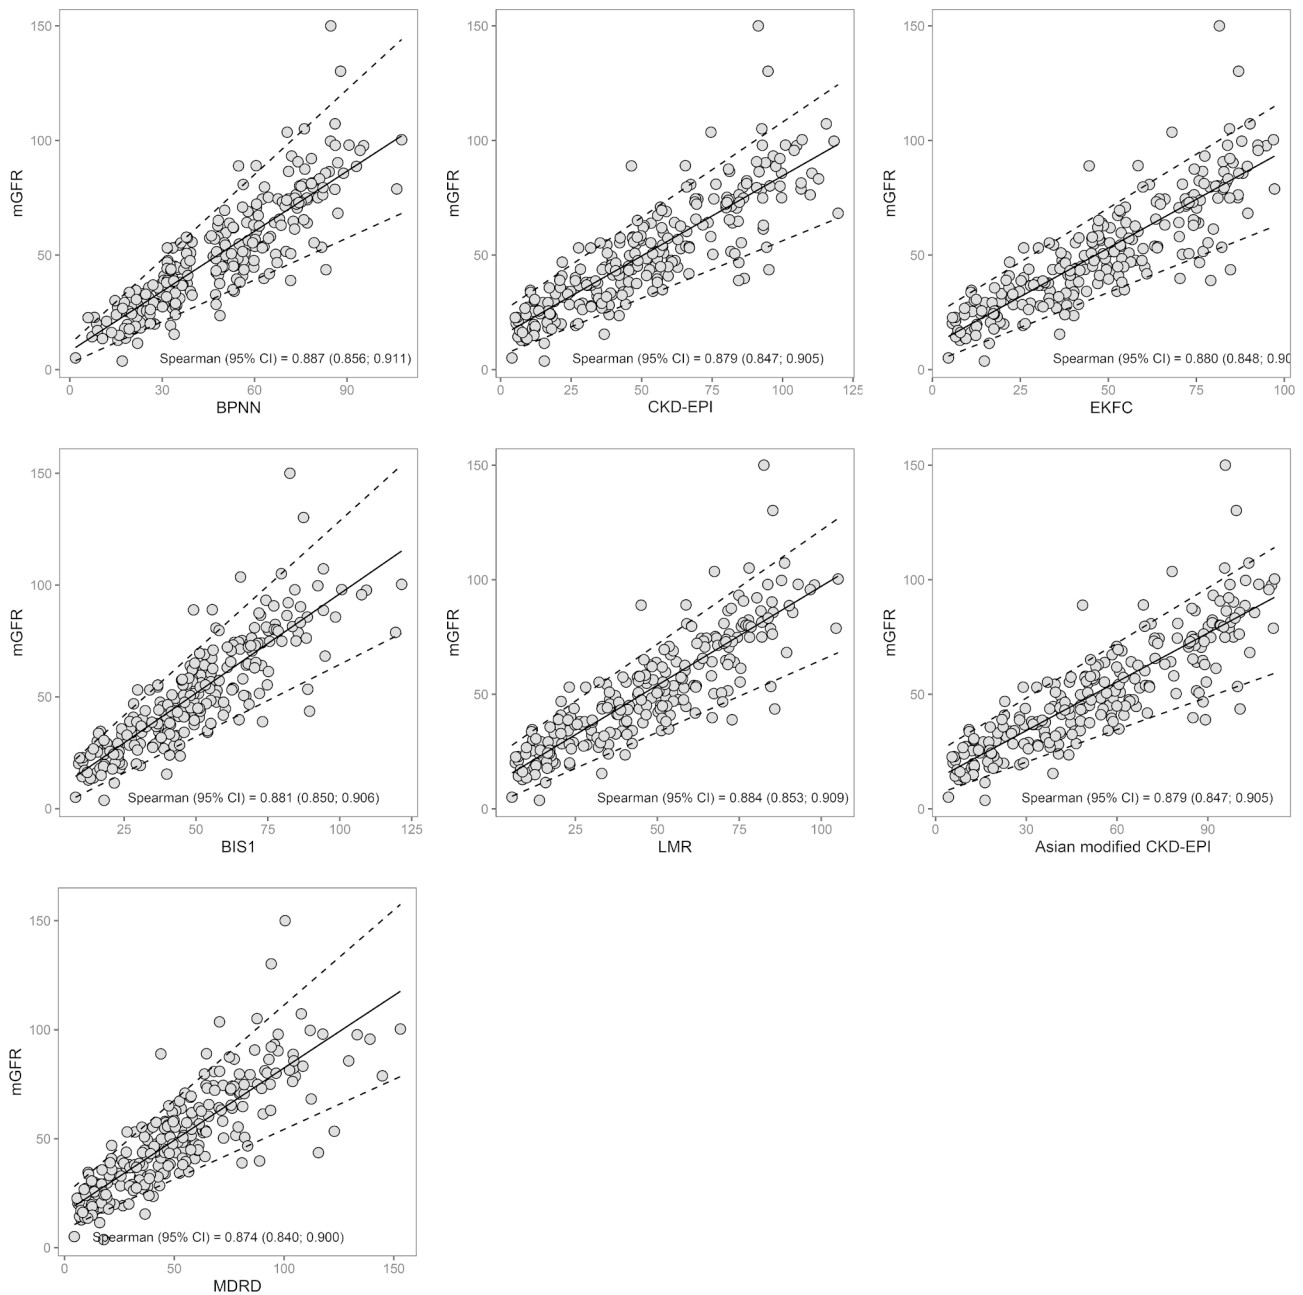 150
100
50
0
mGFR
Spearman (95% CI) = 0.887 (0.856; 0.911)
0 30 60 90
BPNN
150
100
50
0
mGFR
Spearman (95% CI) = 0.879 (0.847; 0.905)
0 25 50 75 100 125
CKD-EPI
150
100
50
0
mGFR
Spearman (95% CI) = 0.880 (0.848; 0.90
0 25 50 75 100
EKFC
150
100
50
0
mGFR
Spearman (95% CI) = 0.881 (0.850; 0.906)
25 50 75 100 125
BIS1
150
100
50
0
mGFR
Spearman (95% CI) = 0.884 (0.853; 0.909)
25 50 75 100
LMR
150
100
50
0
mGFR
Spearman (95% CI) = 0.879 (0.847; 0.905)
0 30 60 90
Asian modified CKD-EPI
150
100
50
0
mGFR
Spearman (95% CI) = 0.874 (0.840; 0.900)
0 50 100 150
MDRD